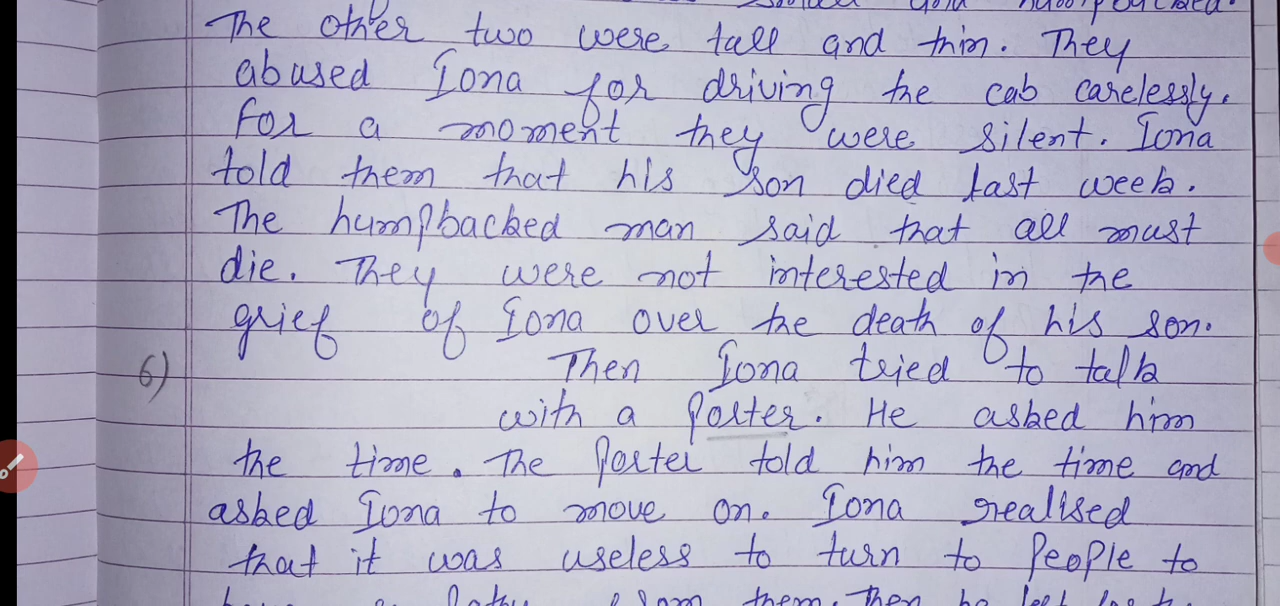 The other two were tall and thin. They
abused Iona for driving the cab carelessly.
For a moment they were silent. Iona
told them that his son died last week.
The humpbacked man said that all must
die. They were not interested in the
grief of Iona over the death of his son.
6) Then Iona tried to talk
with a Porter. He asked him
the time. The Porter told him the time and
asked Iona to move on. Iona realised
that it was useless to turn to People to
them. Then he